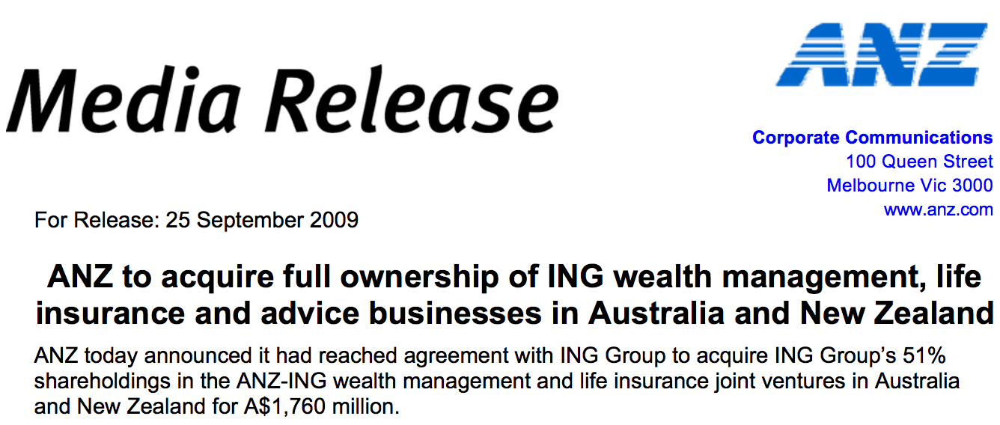 ANZ
Media Release
Corporate Communications
100 Queen Street
Melbourne Vic 3000
www.anz.com
For Release: 25 September 2009
ANZ to acquire full ownership of ING wealth management, life
insurance and advice businesses in Australia and New Zealand
ANZ today announced it had reached agreement with ING Group to acquire ING Group’s 51%
shareholdings in the ANZ-ING wealth management and life insurance joint ventures in Australia
and New Zealand for A$1,760 million.